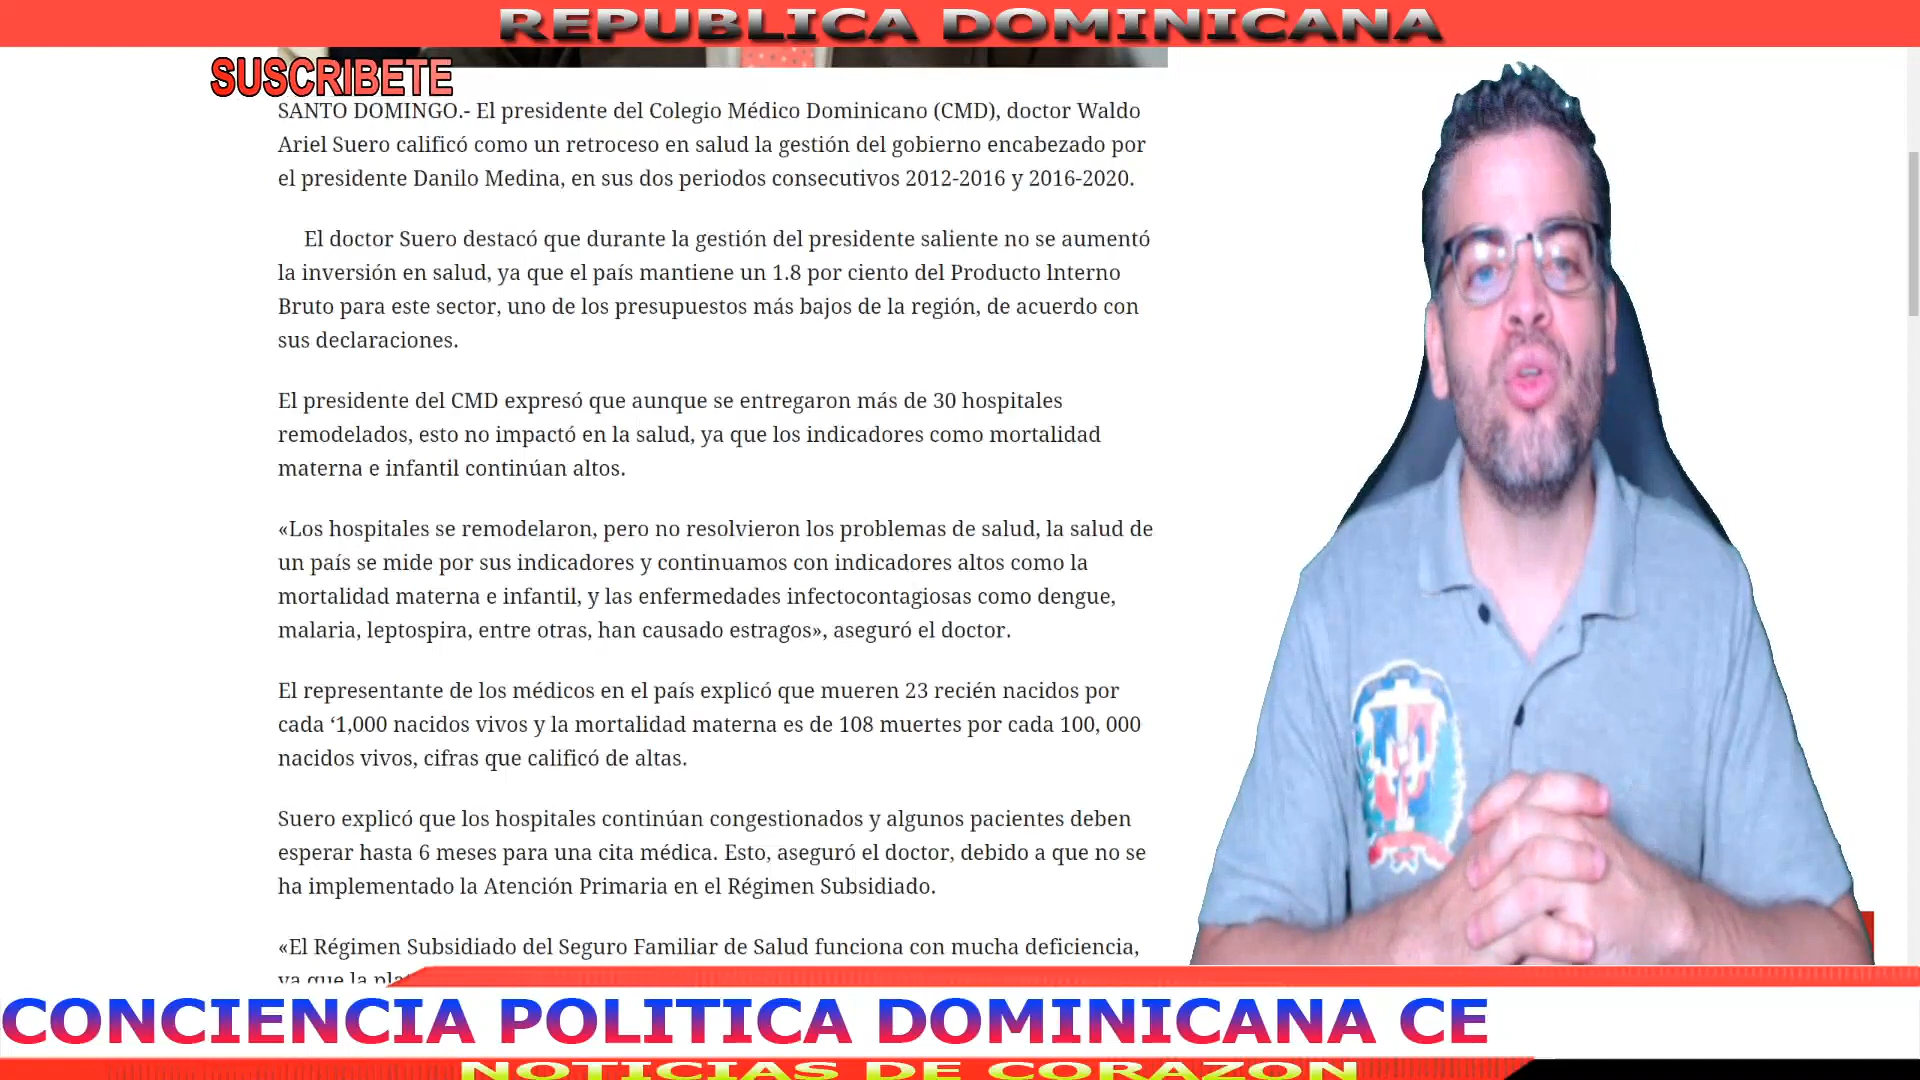 REPUBLICA DOMINICANA
SUSCRIBETE
SANTO DOMINGO.- El presidente del Colegio Médico Dominicano (CMD), doctor Waldo
Ariel Suero calificó como un retroceso en salud la gestión del gobierno encabezado por
el presidente Danilo Medina, en sus dos periodos consecutivos 2012-2016 y 2016-2020.
El doctor Suero destacó que durante la gestión del presidente saliente no se aumentó
la inversión en salud, ya que el país mantiene un 1.8 por ciento del Producto lnterno
Bruto para este sector, uno de los presupuestos más bajos de la región, de acuerdo con
sus declaraciones.
El presidente del CMD expresó que aunque se entregaron más de 30 hospitales
remodelados, esto no impactó en la salud, ya que los indicadores como mortalidad
materna e infantil continúan altos.
«Los hospitales se remodelaron, pero no resolvieron los problemas de salud, la salud de
un país se mide por sus indicadores y continuamos con indicadores altos como la
mortalidad materna e infantil, y las enfermedades infectocontagiosas como dengue,
malaria, leptospira, entre otras, han causado estragos», aseguró el doctor.
El representante de los médicos en el país explicó que mueren 23 recién nacidos por
cada ‘1,000 nacidos vivos y la mortalidad materna es de 108 muertes por cada 100, 000
nacidos vivos, cifras que calificó de altas.
Suero explicó que los hospitales continúan congestionados y algunos pacientes deben
esperar hasta 6 meses para una cita médica. Esto, aseguró el doctor, debido a que no se
ha implementado la Atención Primaria en el Régimen Subsidiado.
«El Régimen Subsidiado del Seguro Familiar de Salud funciona con mucha deficiencia,
ya que la
CONCIENCIA POLITICA DOMINICANA CE
NOTICIAS DE CORAZON